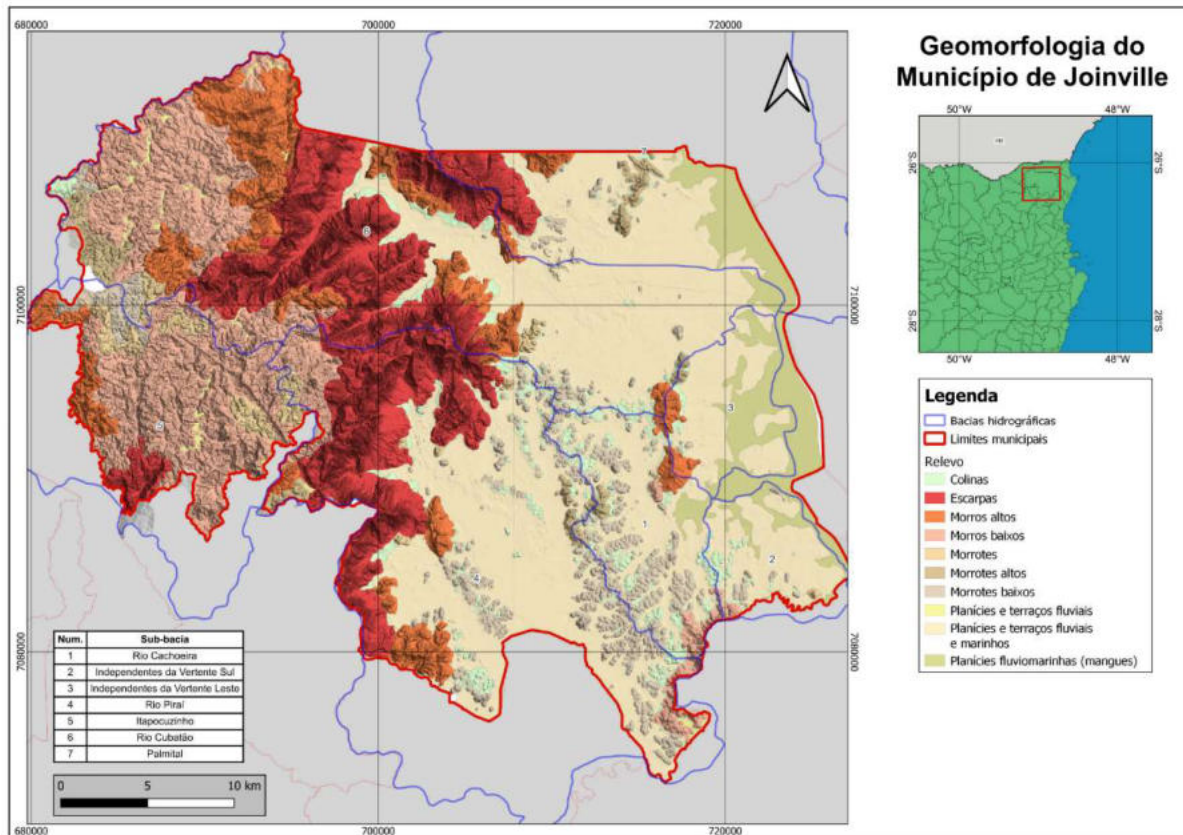 680000
700000
720000
7100000
7080000
7100000
7080000
680000
700000
720000
1
2
3
4
5
6
7
Num.
Sub-bacia
1
Rio Cachoeira
2
Independentes da Vertente Sul
3
Independentes da Vertente Leste
4
Rio Piraí
5
Itapocuzinho
6
Rio Cubatão
7
Palmital
0
5
10 km
Geomorfologia do
Município de Joinville
50°W
48°W
26°S
26°S
28°S
28°S
50°W
48°W
Legenda
Bacias hidrográficas
Limites municipais
Relevo
Colinas
Escarpas
Morros altos
Morros baixos
Morrotes
Morrotes altos
Morrotes baixos
Planícies e terraços fluviais
Planícies e terraços fluviais
e marinhos
Planícies fluviomarinhas (mangues)